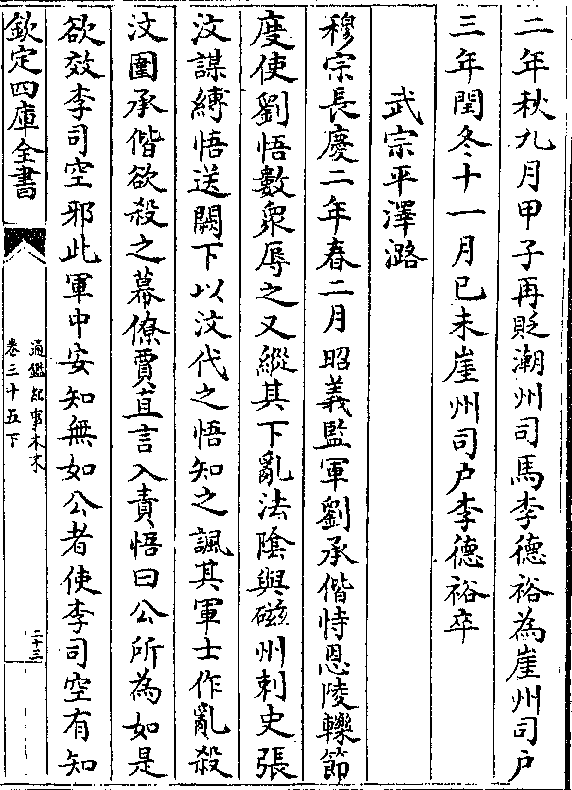 二年秋九月甲子再貶潮州司馬李德裕為崖州司户
三年閏冬十一月已未崖州司户李德裕卒
武宗平澤潞
穆宗長慶二年春二月昭義監軍劉承偕恃恩陵轢節
度使劉悟數衆辱之又縱其下亂法隂與磁州刺史張
汶謀縛悟送闕下以汶代之悟知之諷其軍士作亂殺
汶圍承偕欲殺之幕僚賈直言入責悟曰公所為如是
欲效李司空邪此軍中安知無如公者使李司空有知
欽定四庫全書
通鑑紀事本末
卷三十五下
二十三